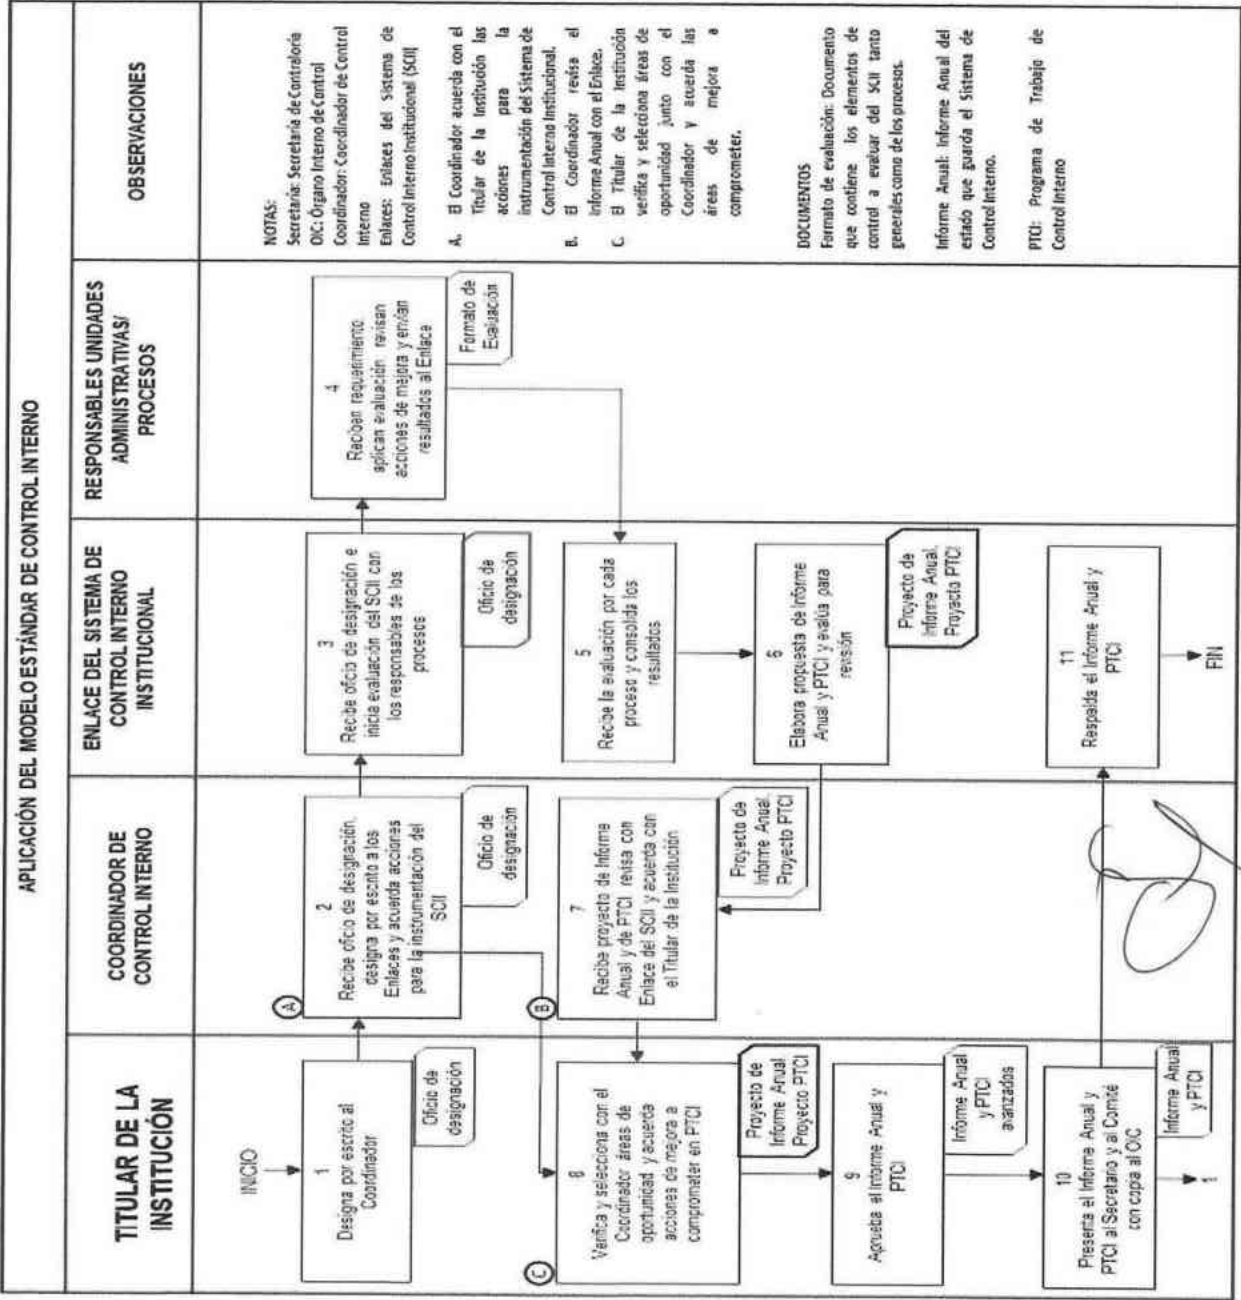 APLICACIÓN DEL MODELO ESTÁNDAR DE CONTROL INTERNO
TITULAR DE LA
INSTITUCIÓN
COORDINADOR DE
CONTROL INTERNO
ENLACE DEL SISTEMA DE
CONTROL INTERNO
INSTITUCIONAL
RESPONSABLES UNIDADES
ADMINISTRATIVAS/
PROCESOS
OBSERVACIONES
INICIO
1
Designa por escrito al
Coordinador
Oficio de
designación
A
2
Recibe oficio de designación,
designa por escrito a los
Enlaces y acuerda acciones
para la instrumentación del
SCII
Oficio de
designación
3
Recibe oficio de designación e
inicia evaluación del SCII con
los responsables de los
procesos
Oficio de
designación
4
Reciben requerimiento,
aplican evaluación, revisan
acciones de mejora y envían
resultados al Enlace
Formato de
Evaluación
5
Recibe la evaluación por cada
proceso y consolida los
resultados
6
Elabora propuesta de Informe
Anual y PTCI y evalúa para
revisión
Proyecto de
Informe Anual,
Proyecto PTCI
B
7
Recibe proyecto de Informe
Anual y de PTCI, revisa con
Enlace del SCII y acuerda con
el Titular de la Institución
Proyecto de
Informe Anual,
Proyecto PTCI
C
8
Verifica y selecciona con el
Coordinador áreas de
oportunidad y acuerda
acciones de mejora a
comprometer en PTCI
Proyecto de
Informe Anual,
Proyecto PTCI
9
Aprueba el Informe Anual y
PTCI
Informe Anual
y PTCI
avanzados
10
Presenta el Informe Anual y
PTCI al Secretario y al Comité
con copia al OIC
Informe Anual
y PTCI
1
11
Respalda el Informe Anual y
PTCI
FIN
NOTAS:
Secretaria: Secretaria de Contraloría
OIC: Órgano Interno de Control
Coordinador: Coordinador de Control
Interno
Enlaces: Enlaces del Sistema de
Control Interno Institucional (SCII)
A. El Coordinador acuerda con el
Titular de la Institución las
acciones para la
instrumentación del Sistema de
Control Interno Institucional.
B. El Coordinador revisa el
Informe Anual con el Enlace.
C. El Titular de la Institución
verifica y selecciona áreas de
oportunidad junto con el
Coordinador y acuerda las
áreas de mejora a
comprometer.
DOCUMENTOS
Formato de evaluación: Documento
que contiene los elementos de
control a evaluar del SCII tanto
generales como de los procesos.
Informe Anual: Informe Anual del
estado que guarda el Sistema de
Control Interno.
PTCI: Programa de Trabajo de
Control Interno